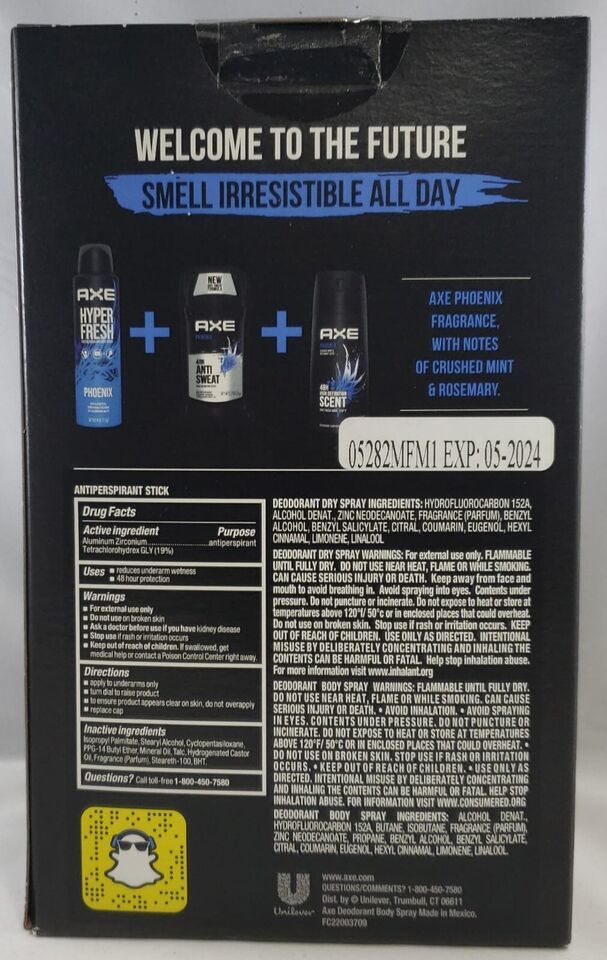 WELCOME TO THE FUTURE
SMELL IRRESISTIBLE ALL DAY
AXE
HYPER
FRESH
PHOENIX
+
NEW
AXE
PHOENIX
48H
ANTI
SWEAT
+
AXE
PHOENIX
48H
HIGH DEFINITION
SCENT
AXE PHOENIX
FRAGRANCE,
WITH NOTES
OF CRUSHED MINT
& ROSEMARY.
05282MFM1 EXP: 05-2024
ANTIPERSPIRANT STICK
Drug Facts
Active ingredient Purpose
Aluminum Zirconium..................antiperspirant
Tetrachlorohydrex GLY (19%)
Uses ▪ reduces underarm wetness
▪ 48 hour protection
Warnings
▪ For external use only
▪ Do not use on broken skin
▪ Ask a doctor before use if you have kidney disease
▪ Stop use if rash or irritation occurs
▪ Keep out of reach of children. If swallowed, get
medical help or contact a Poison Control Center right away.
Directions
▪ apply to underarms only
▪ turn dial to raise product
▪ to ensure product appears clear on skin, do not overapply
▪ replace cap
Inactive ingredients
Isopropyl Palmitate, Stearyl Alcohol, Cyclopentasiloxane,
PPG-14 Butyl Ether, Mineral Oil, Talc, Hydrogenated Castor
Oil, Fragrance (Parfum), Steareth-100, BHT.
Questions? Call toll-free 1-800-450-7580
DEODORANT DRY SPRAY INGREDIENTS: HYDROFLUOROCARBON 152A,
ALCOHOL DENAT., ZINC NEODECANOATE, FRAGRANCE (PARFUM), BENZYL
ALCOHOL, BENZYL SALICYLATE, CITRAL, COUMARIN, EUGENOL, HEXYL
CINNAMAL, LIMONENE, LINALOOL
DEODORANT DRY SPRAY WARNINGS: For external use only. FLAMMABLE
UNTIL FULLY DRY. DO NOT USE NEAR HEAT, FLAME OR WHILE SMOKING.
CAN CAUSE SERIOUS INJURY OR DEATH. Keep away from face and
mouth to avoid breathing in. Avoid spraying into eyes. Contents under
pressure. Do not puncture or incinerate. Do not expose to heat or store at
temperatures above 120°f/ 50°c or in enclosed places that could overheat.
Do not use on broken skin. Stop use if rash or irritation occurs. KEEP
OUT OF REACH OF CHILDREN. USE ONLY AS DIRECTED. INTENTIONAL
MISUSE BY DELIBERATELY CONCENTRATING AND INHALING THE
CONTENTS CAN BE HARMFUL OR FATAL. Help stop inhalation abuse.
For more information visit www.inhalant.org
DEODORANT BODY SPRAY WARNINGS: FLAMMABLE UNTIL FULLY DRY.
DO NOT USE NEAR HEAT, FLAME OR WHILE SMOKING. CAN CAUSE
SERIOUS INJURY OR DEATH. • AVOID INHALATION. • AVOID SPRAYING
IN EYES. CONTENTS UNDER PRESSURE. DO NOT PUNCTURE OR
INCINERATE. DO NOT EXPOSE TO HEAT OR STORE AT TEMPERATURES
ABOVE 120°F/ 50°C OR IN ENCLOSED PLACES THAT COULD OVERHEAT. •
DO NOT USE ON BROKEN SKIN. STOP USE IF RASH OR IRRITATION
OCCURS. • KEEP OUT OF REACH OF CHILDREN. • USE ONLY AS
DIRECTED. INTENTIONAL MISUSE BY DELIBERATELY CONCENTRATING
AND INHALING THE CONTENTS CAN BE HARMFUL OR FATAL. HELP STOP
INHALATION ABUSE. FOR INFORMATION VISIT WWW.CONSUMERED.ORG
DEODORANT BODY SPRAY INGREDIENTS: ALCOHOL DENAT.,
HYDROFLUOROCARBON 152A, BUTANE, ISOBUTANE, FRAGRANCE (PARFUM),
ZINC NEODECANOATE, PROPANE, BENZYL ALCOHOL, BENZYL SALICYLATE,
CITRAL, COUMARIN, EUGENOL, HEXYL CINNAMAL, LIMONENE, LINALOOL.
Unilever
www.axe.com
QUESTIONS/COMMENTS? 1-800-450-7580
Dist. by © Unilever, Trumbull, CT 06611
Axe Deodorant Body Spray Made in Mexico.
FC22003709